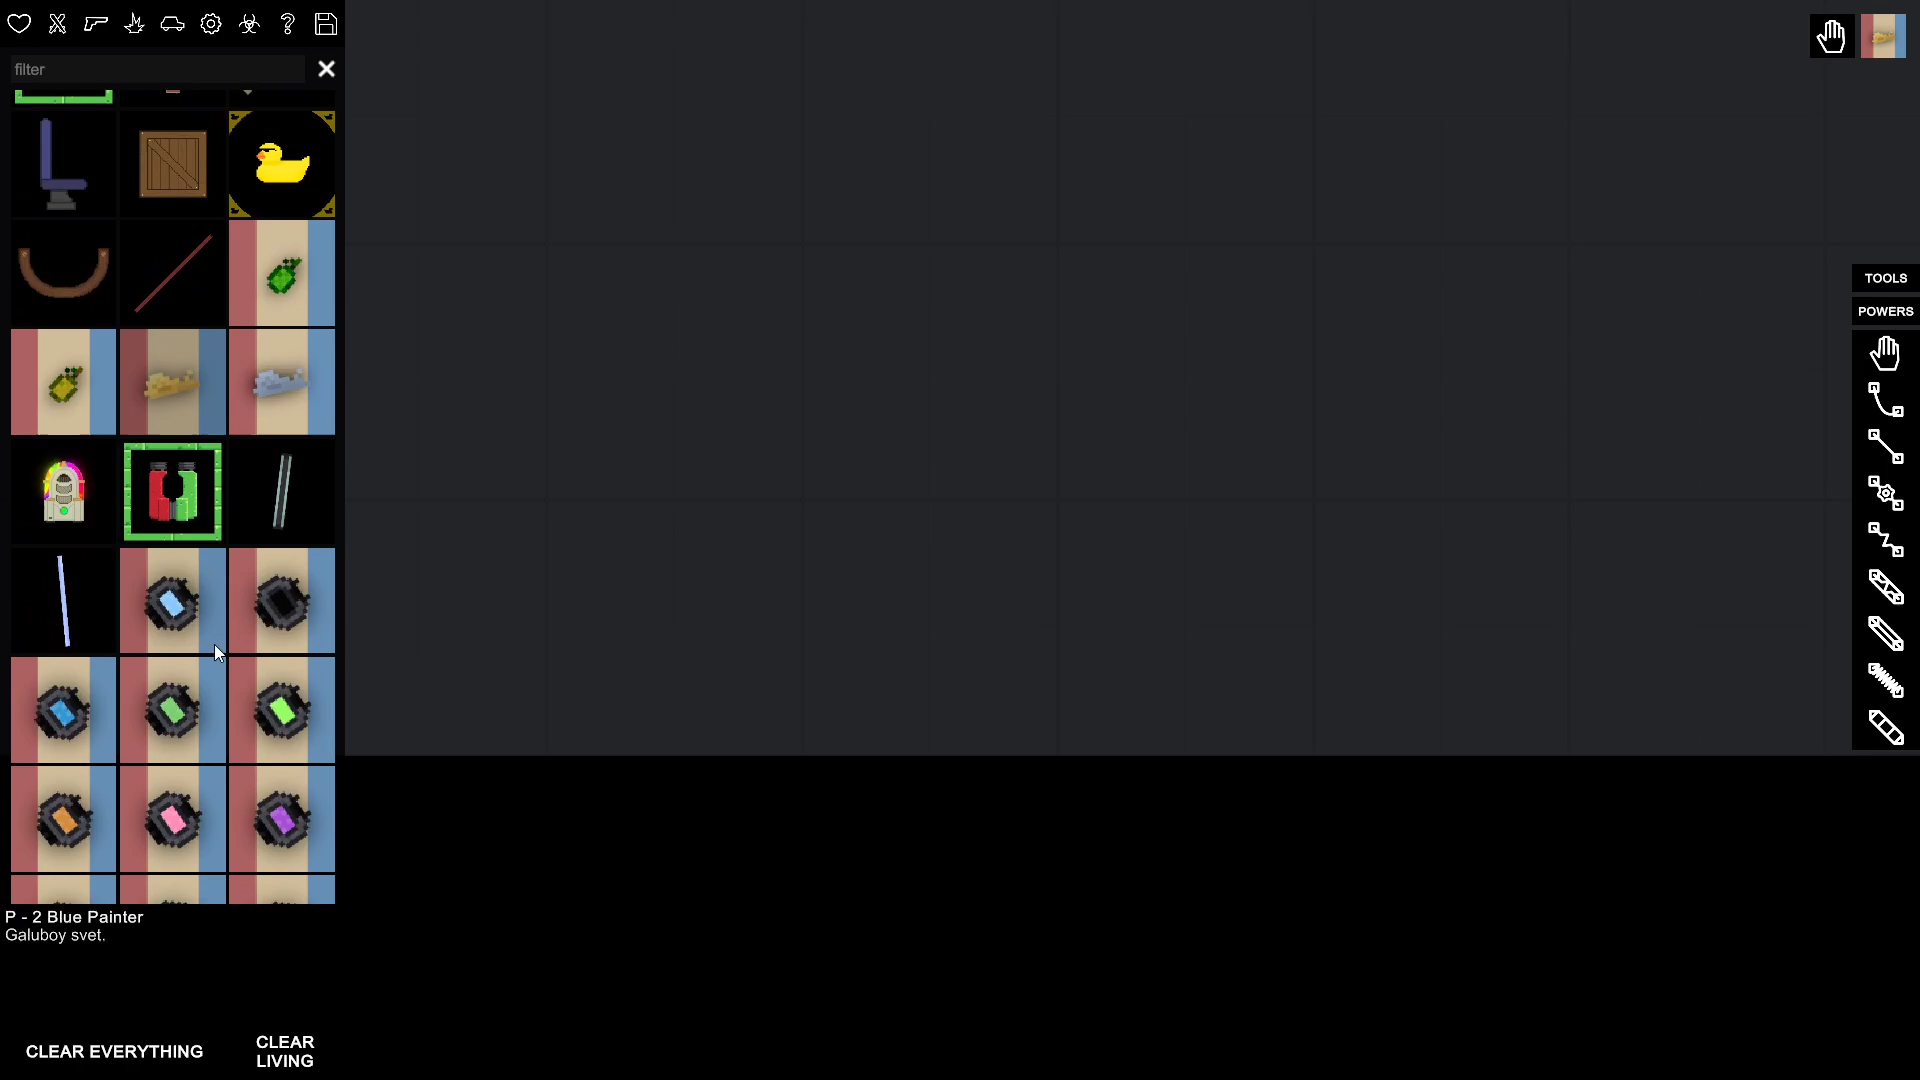 filter
TOOLS
POWERS
P - 2 Blue Painter
Galuboy svet.
CLEAR EVERYTHING
CLEAR
LIVING